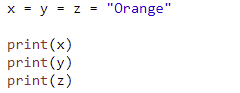 x = y = z = "Orange"
print(x)
print(y)
print(z)